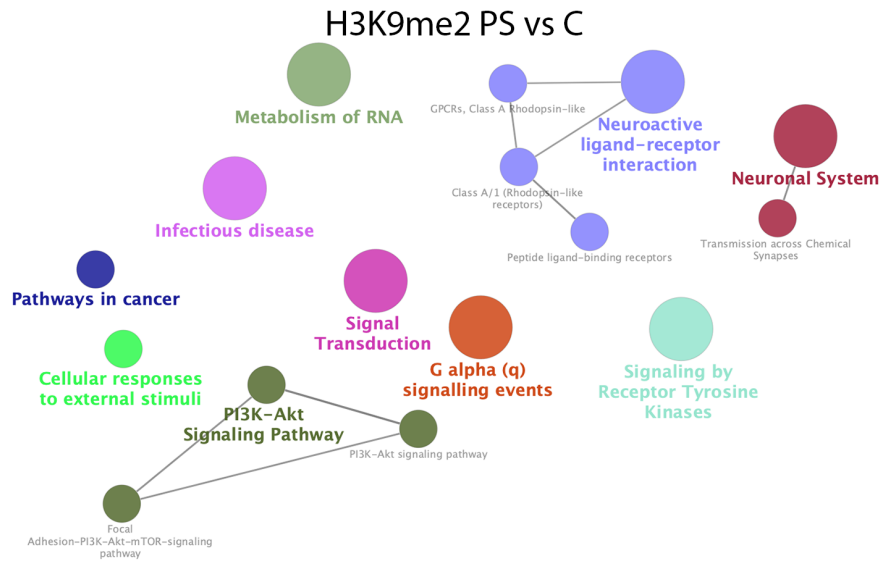 H3K9me2 PS vs C
Metabolism of RNA
GPCRs, Class A Rhodopsin-like
Neuroactive
ligand-receptor
interaction
Neuronal System
Class A/1 (Rhodopsin-like
receptors)
Infectious disease
Peptide ligand-binding receptors
Transmission across Chemical
Synapses
Pathways in cancer
Signal
Transduction
Cellular responses
to external stimuli
G alpha (q)
signalling events
Signaling by
Receptor Tyrosine
Kinases
PI3K-Akt
Signaling Pathway
PI3K-Akt signaling pathway
Focal
Adhesion-PI3K-Akt-mTOR-signaling
pathway